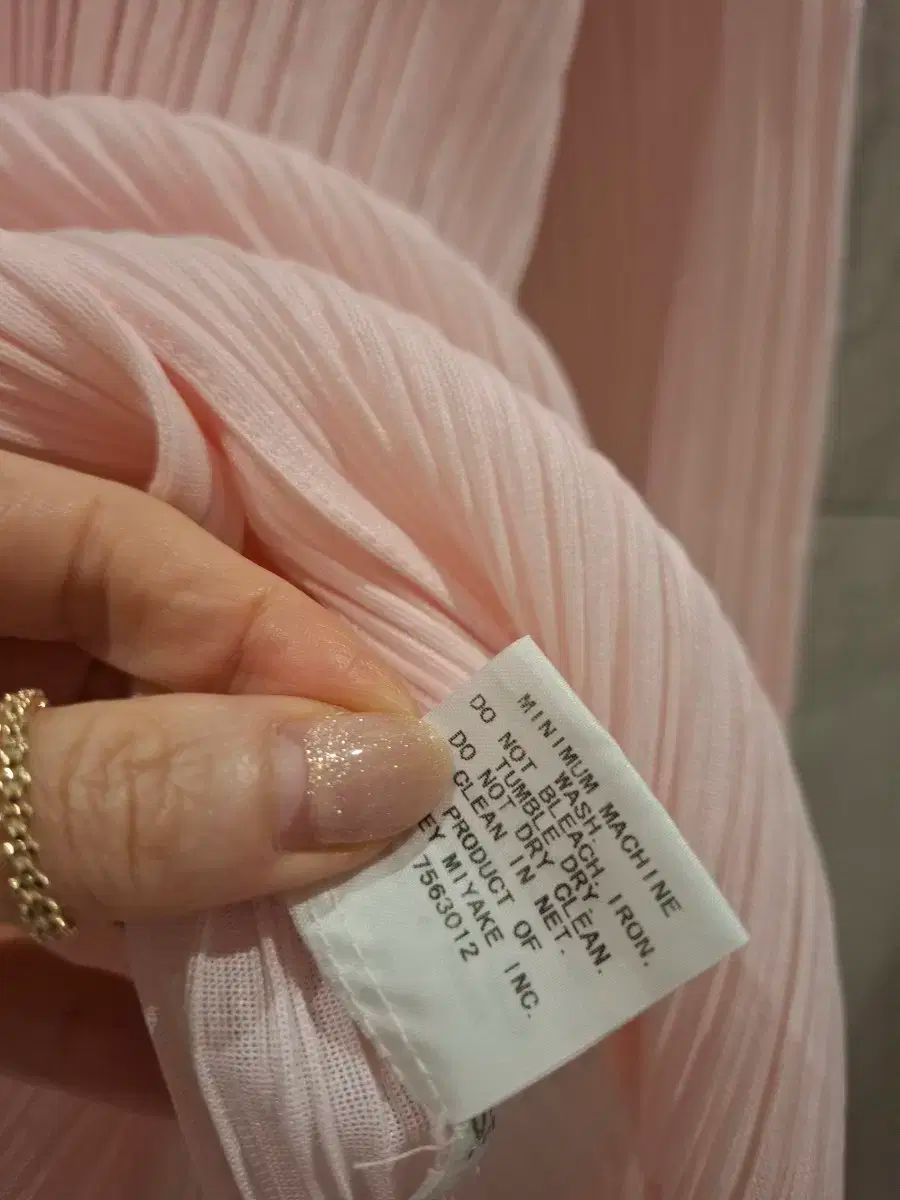 MINIMUM MACHINE
WASH.
DO NOT BLEACH, IRON,
TUMBLE DRY.
DO NOT DRY CLEAN.
CLEAN IN NET.
PRODUCT OF
EY MIYAKE INC.
7563012